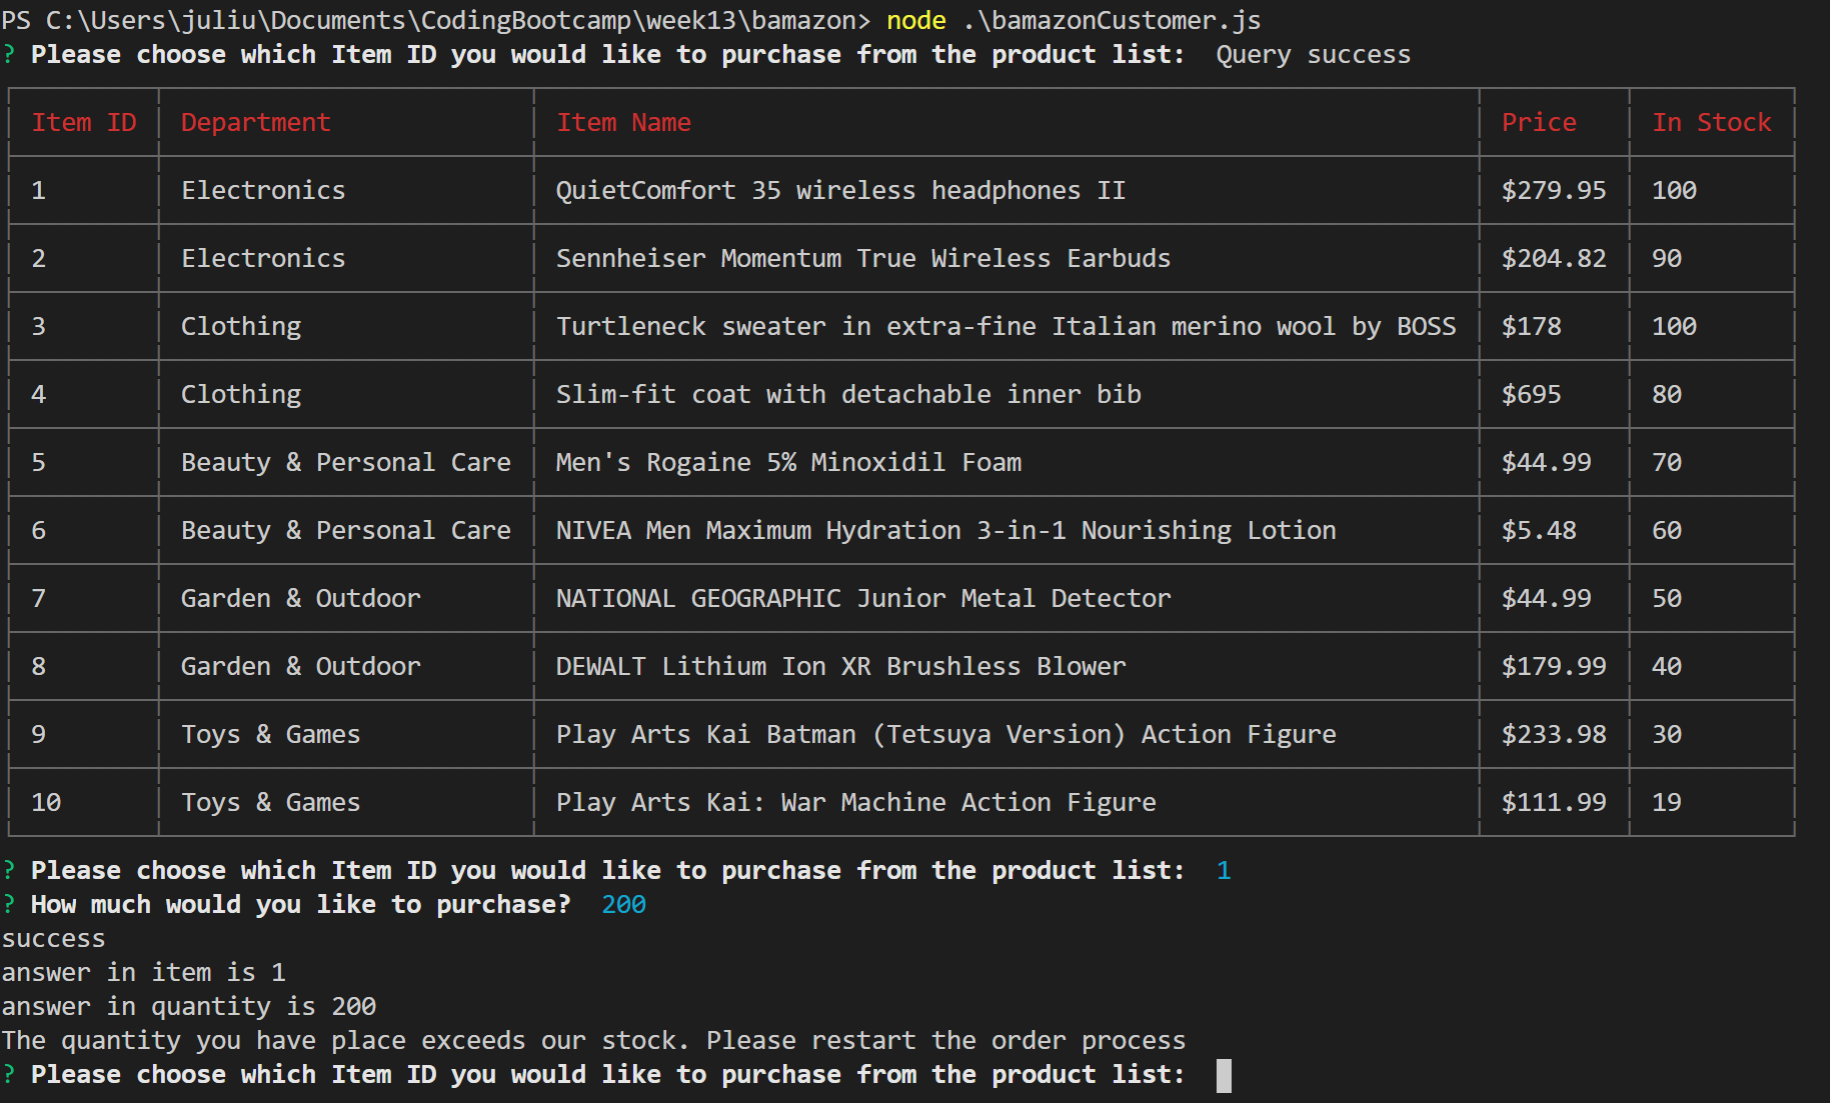 PS C:\Users\juliu\Documents\CodingBootcamp\week13\bamazon> node .\bamazonCustomer.js
? Please choose which Item ID you would like to purchase from the product list:  Query success
Item ID Department Item Name Price In Stock
1 Electronics QuietComfort 35 wireless headphones II $279.95 100
2 Electronics Sennheiser Momentum True Wireless Earbuds $204.82 90
3 Clothing Turtleneck sweater in extra-fine Italian merino wool by BOSS $178 100
4 Clothing Slim-fit coat with detachable inner bib $695 80
5 Beauty & Personal Care Men's Rogaine 5% Minoxidil Foam $44.99 70
6 Beauty & Personal Care NIVEA Men Maximum Hydration 3-in-1 Nourishing Lotion $5.48 60
7 Garden & Outdoor NATIONAL GEOGRAPHIC Junior Metal Detector $44.99 50
8 Garden & Outdoor DEWALT Lithium Ion XR Brushless Blower $179.99 40
9 Toys & Games Play Arts Kai Batman (Tetsuya Version) Action Figure $233.98 30
10 Toys & Games Play Arts Kai: War Machine Action Figure $111.99 19
? Please choose which Item ID you would like to purchase from the product list:  1
? How much would you like to purchase?  200
success
answer in item is 1
answer in quantity is 200
The quantity you have place exceeds our stock. Please restart the order process
? Please choose which Item ID you would like to purchase from the product list: